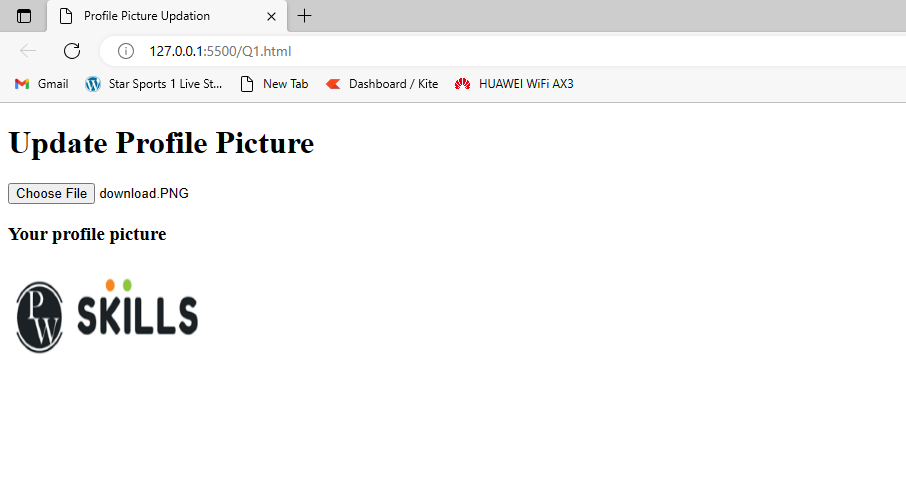 Profile Picture Updation
127.0.0.1:5500/Q1.html
Gmail Star Sports 1 Live St... New Tab Dashboard / Kite HUAWEI WiFi AX3
Update Profile Picture
Choose File download.PNG
Your profile picture
PW SKILLS